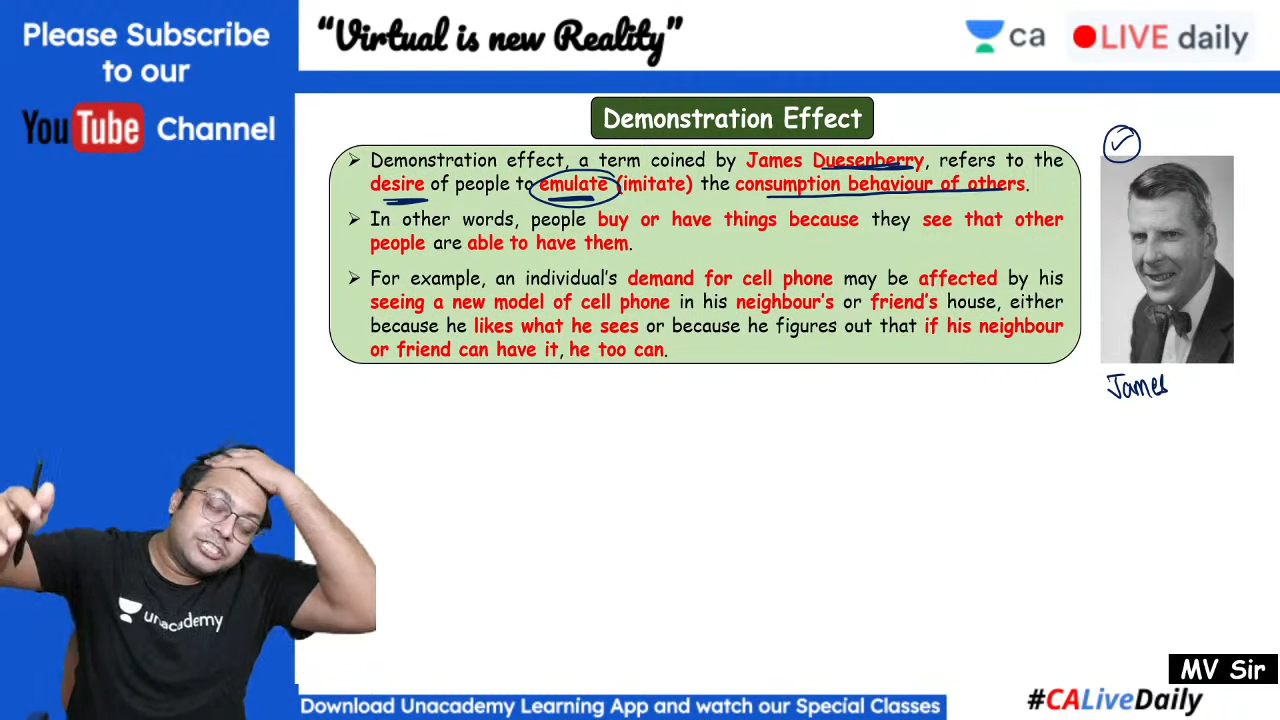 Please Subscribe
to our
YouTube Channel
“Virtual is new Reality”
ca
LIVE daily
Demonstration Effect
➢ Demonstration effect, a term coined by James Duesenberry, refers to the
desire of people to emulate (imitate) the consumption behaviour of others.
➢ In other words, people buy or have things because they see that other
people are able to have them.
➢ For example, an individual’s demand for cell phone may be affected by his
seeing a new model of cell phone in his neighbour’s or friend’s house, either
because he likes what he sees or because he figures out that if his neighbour
or friend can have it, he too can.
James
unacademy
MV Sir
Download Unacademy Learning App and watch our Special Classes
#CALiveDaily